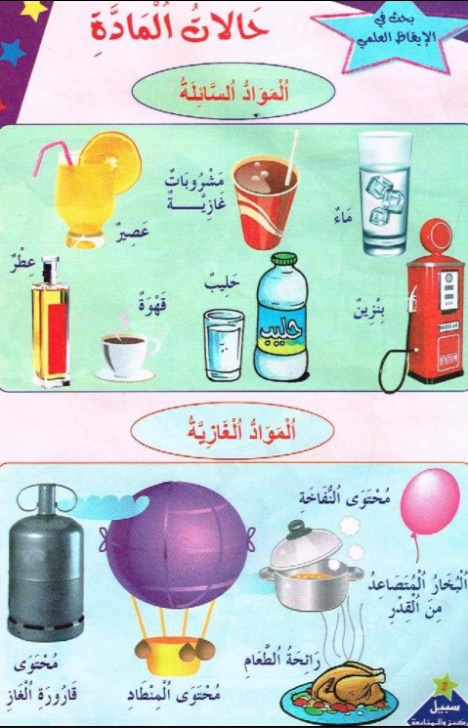 بحث في
الإيقاظ العلمي
حَالَاتُ الْمَادَّةِ
اَلْمَوَادُّ السَّائِلَةُ
مَاءٌ
مَشْرُوبَاتٌ
غَازِيَّـــةٌ
عَصِيرٌ
بِنْزِينٌ
حَلِيبٌ
حليب
قَهْوَةٌ
عِطْرٌ
اَلْمَوَادُّ الْغَازِيَّةُ
مُحْتَوَى النُّفَّاخَةِ
اَلْبُخَارُ الْمُتَصَاعِدُ
مِنَ الْقِدْرِ
رَائِحَةُ الطَّعَامِ
مُحْتَوَى الْمِنْطَادِ
مُحْتَوَى
قَارُورَةِ الْغَازِ
2
سبيل